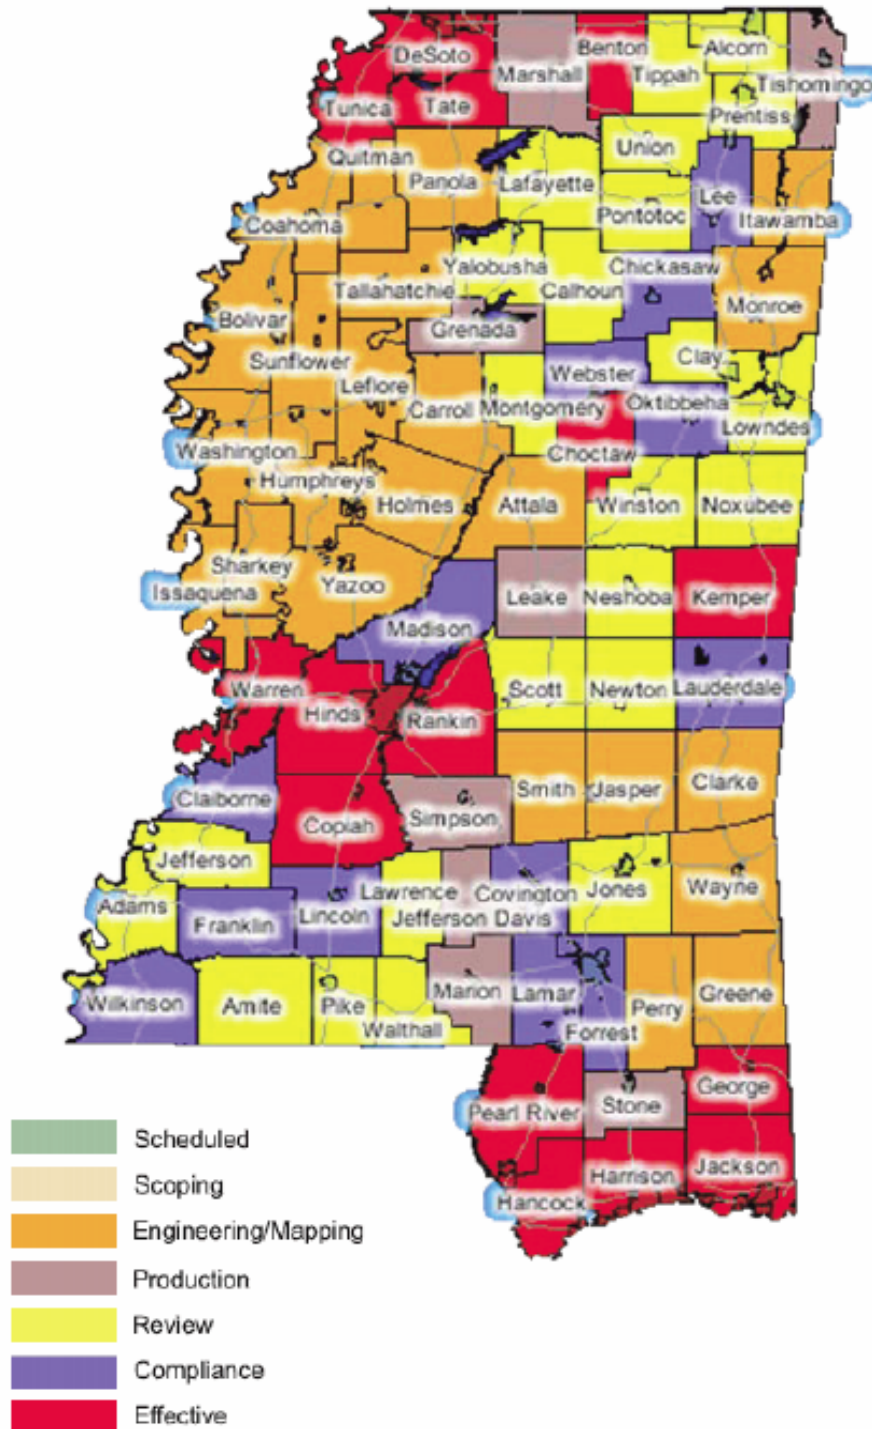 DeSoto
Benton
Alcorn
Marshall
Tippah
Tishomingo
Tunica
Tate
Prentiss
Quitman
Union
Panola
Lafayette
Lee
Coahoma
Pontotoc
Itawamba
Yalobusha
Chickasaw
Tallahatchie
Calhoun
Monroe
Bolivar
Grenada
Sunflower
Clay
Leflore
Webster
Carroll
Montgomery
Oktibbeha
Lowndes
Washington
Choctaw
Humphreys
Holmes
Attala
Winston
Noxubee
Sharkey
Yazoo
Issaquena
Leake
Neshoba
Kemper
Madison
Warren
Scott
Newton
Lauderdale
Hinds
Rankin
Claiborne
Smith
Jasper
Clarke
Copiah
Simpson
Jefferson
Lawrence
Covington
Jones
Wayne
Adams
Franklin
Lincoln
Jefferson Davis
Wilkinson
Amite
Pike
Marion
Lamar
Perry
Greene
Walthall
Forrest
Pearl River
Stone
George
Hancock
Harrison
Jackson
Scheduled
Scoping
Engineering/Mapping
Production
Review
Compliance
Effective